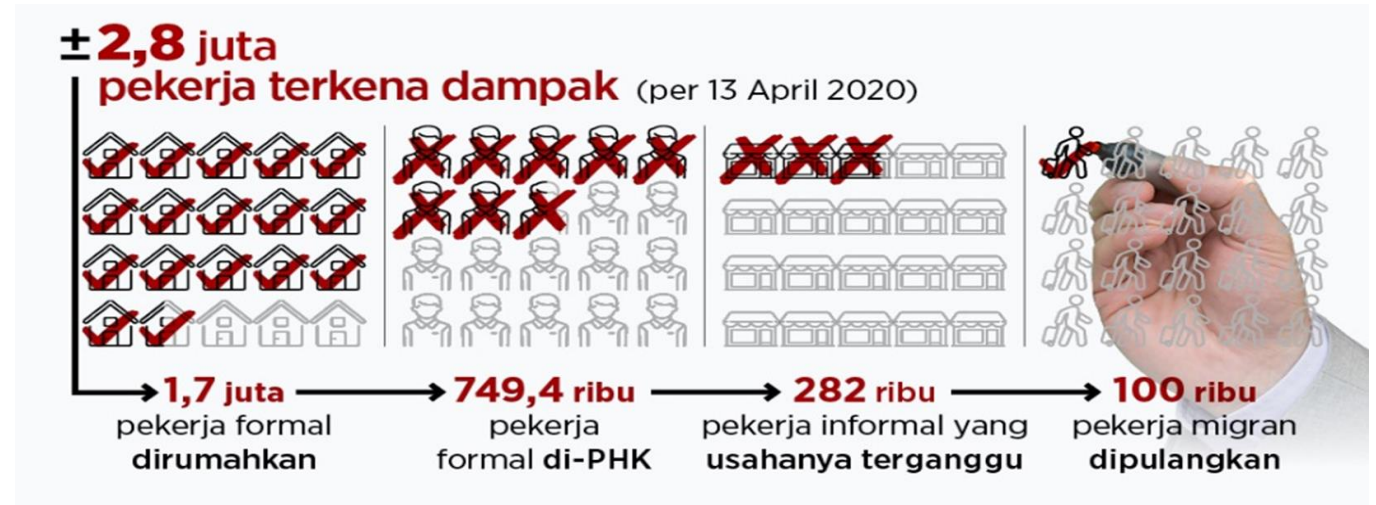 ± 2,8 juta
pekerja terkena dampak (per 13 April 2020)
1,7 juta
pekerja formal
dirumahkan
749,4 ribu
pekerja
formal di-PHK
282 ribu
pekerja informal yang
usahanya terganggu
100 ribu
pekerja migran
dipulangkan